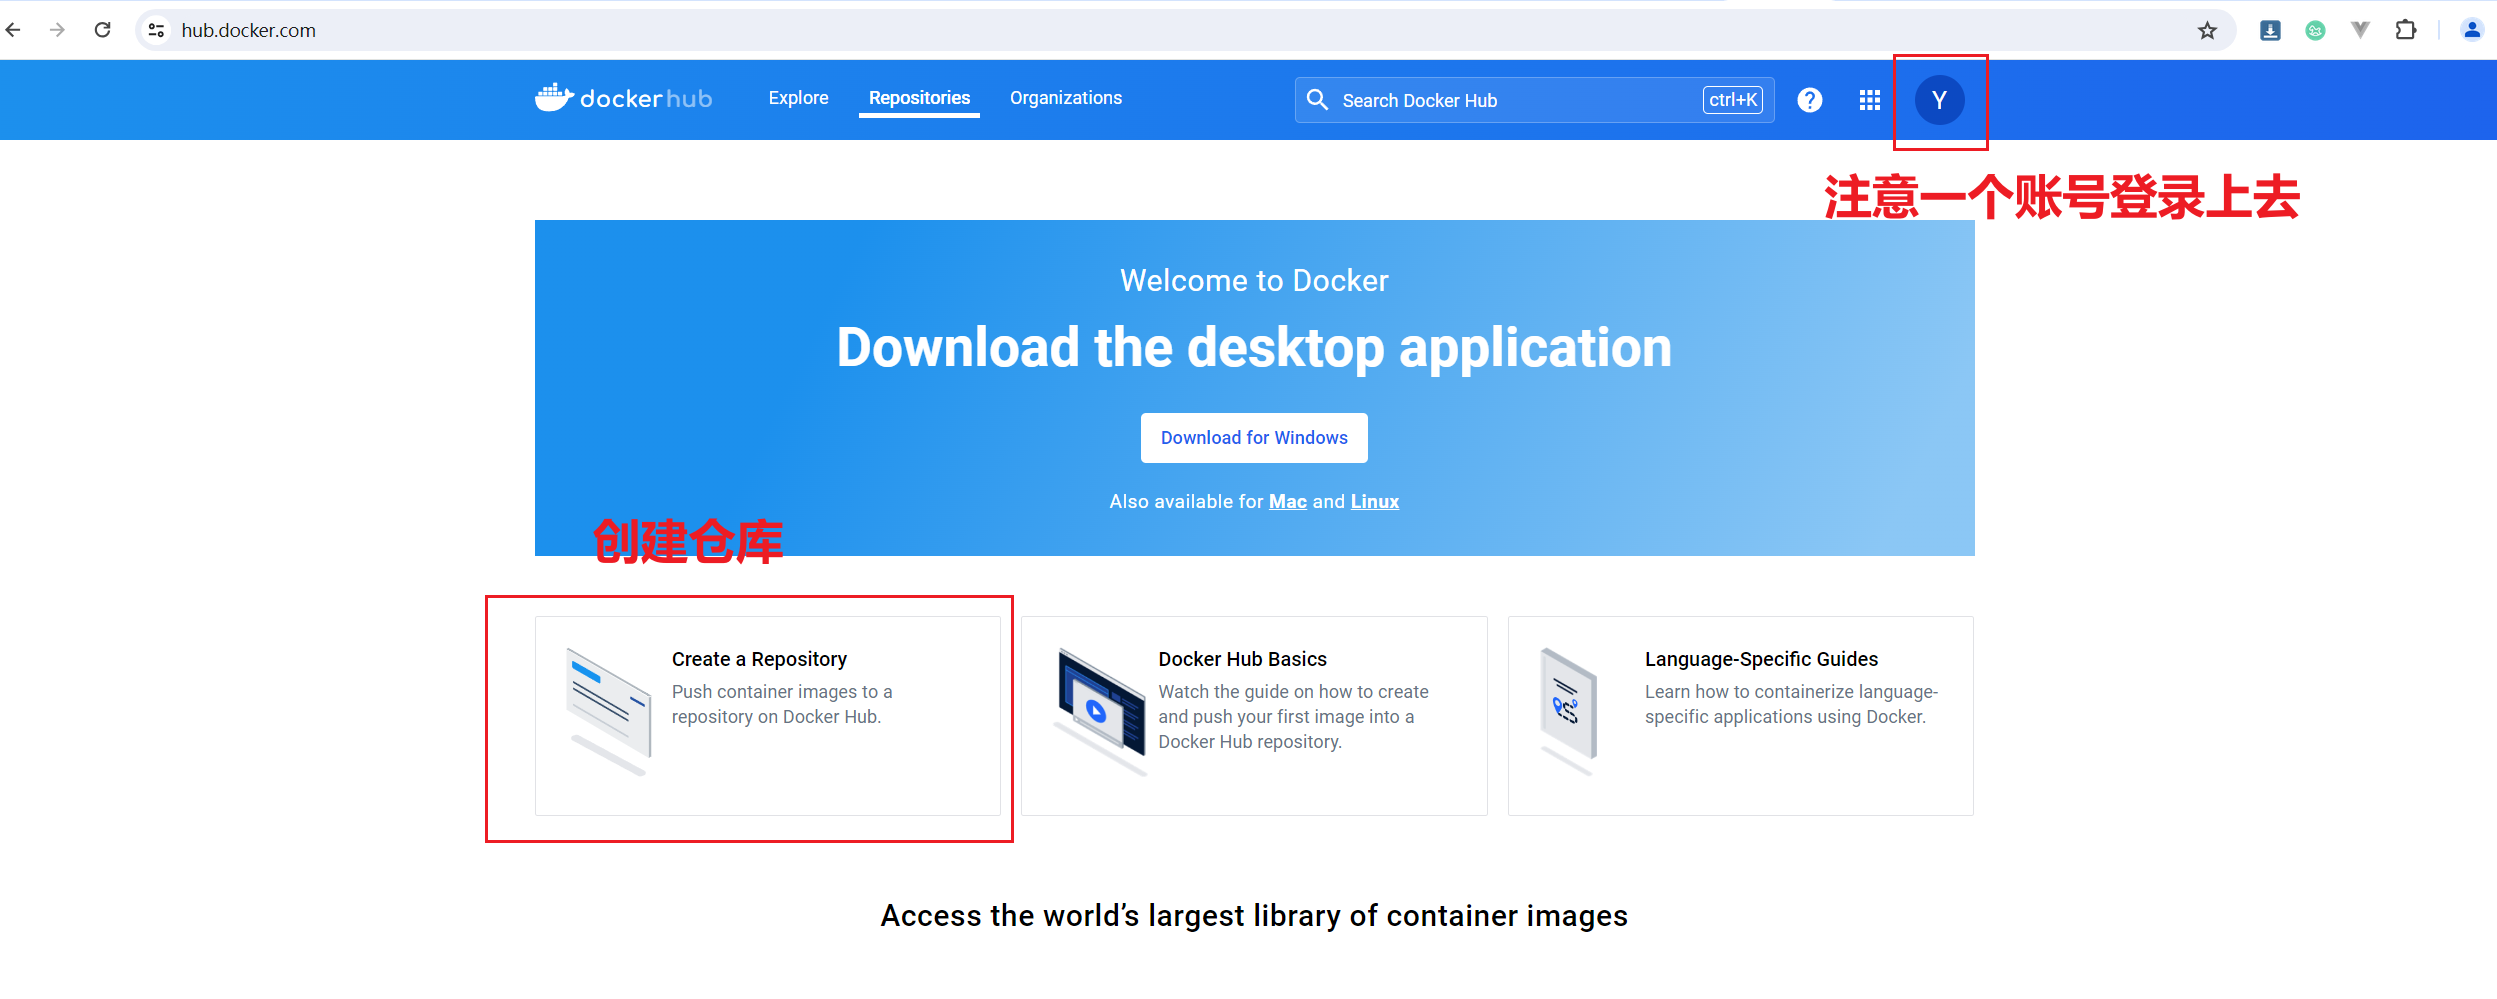 hub.docker.com
docker hub
Explore
Repositories
Organizations
Search Docker Hub
ctrl+K
?
Y
注意一个账号登录上去
Welcome to Docker
Download the desktop application
Download for Windows
Also available for Mac and Linux
创建仓库
Create a Repository
Push container images to a
repository on Docker Hub.
Docker Hub Basics
Watch the guide on how to create
and push your first image into a
Docker Hub repository.
Language-Specific Guides
Learn how to containerize language-
specific applications using Docker.
Access the world’s largest library of container images